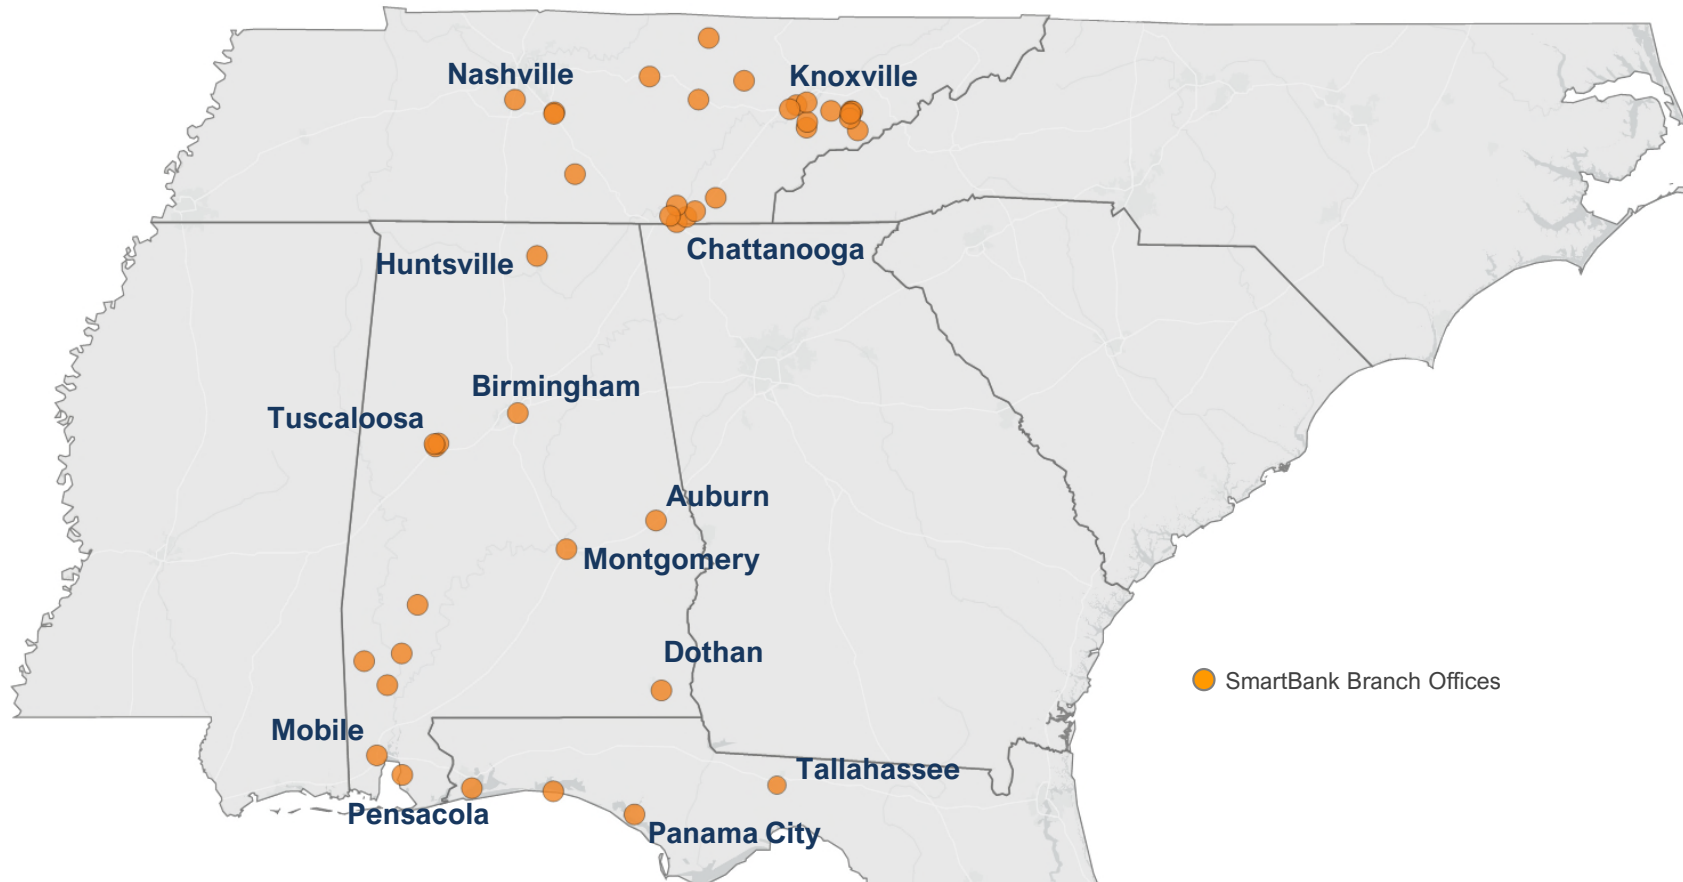 Nashville
Knoxville
Chattanooga
Huntsville
Birmingham
Tuscaloosa
Auburn
Montgomery
Dothan
SmartBank Branch Offices
Mobile
Tallahassee
Pensacola
Panama City